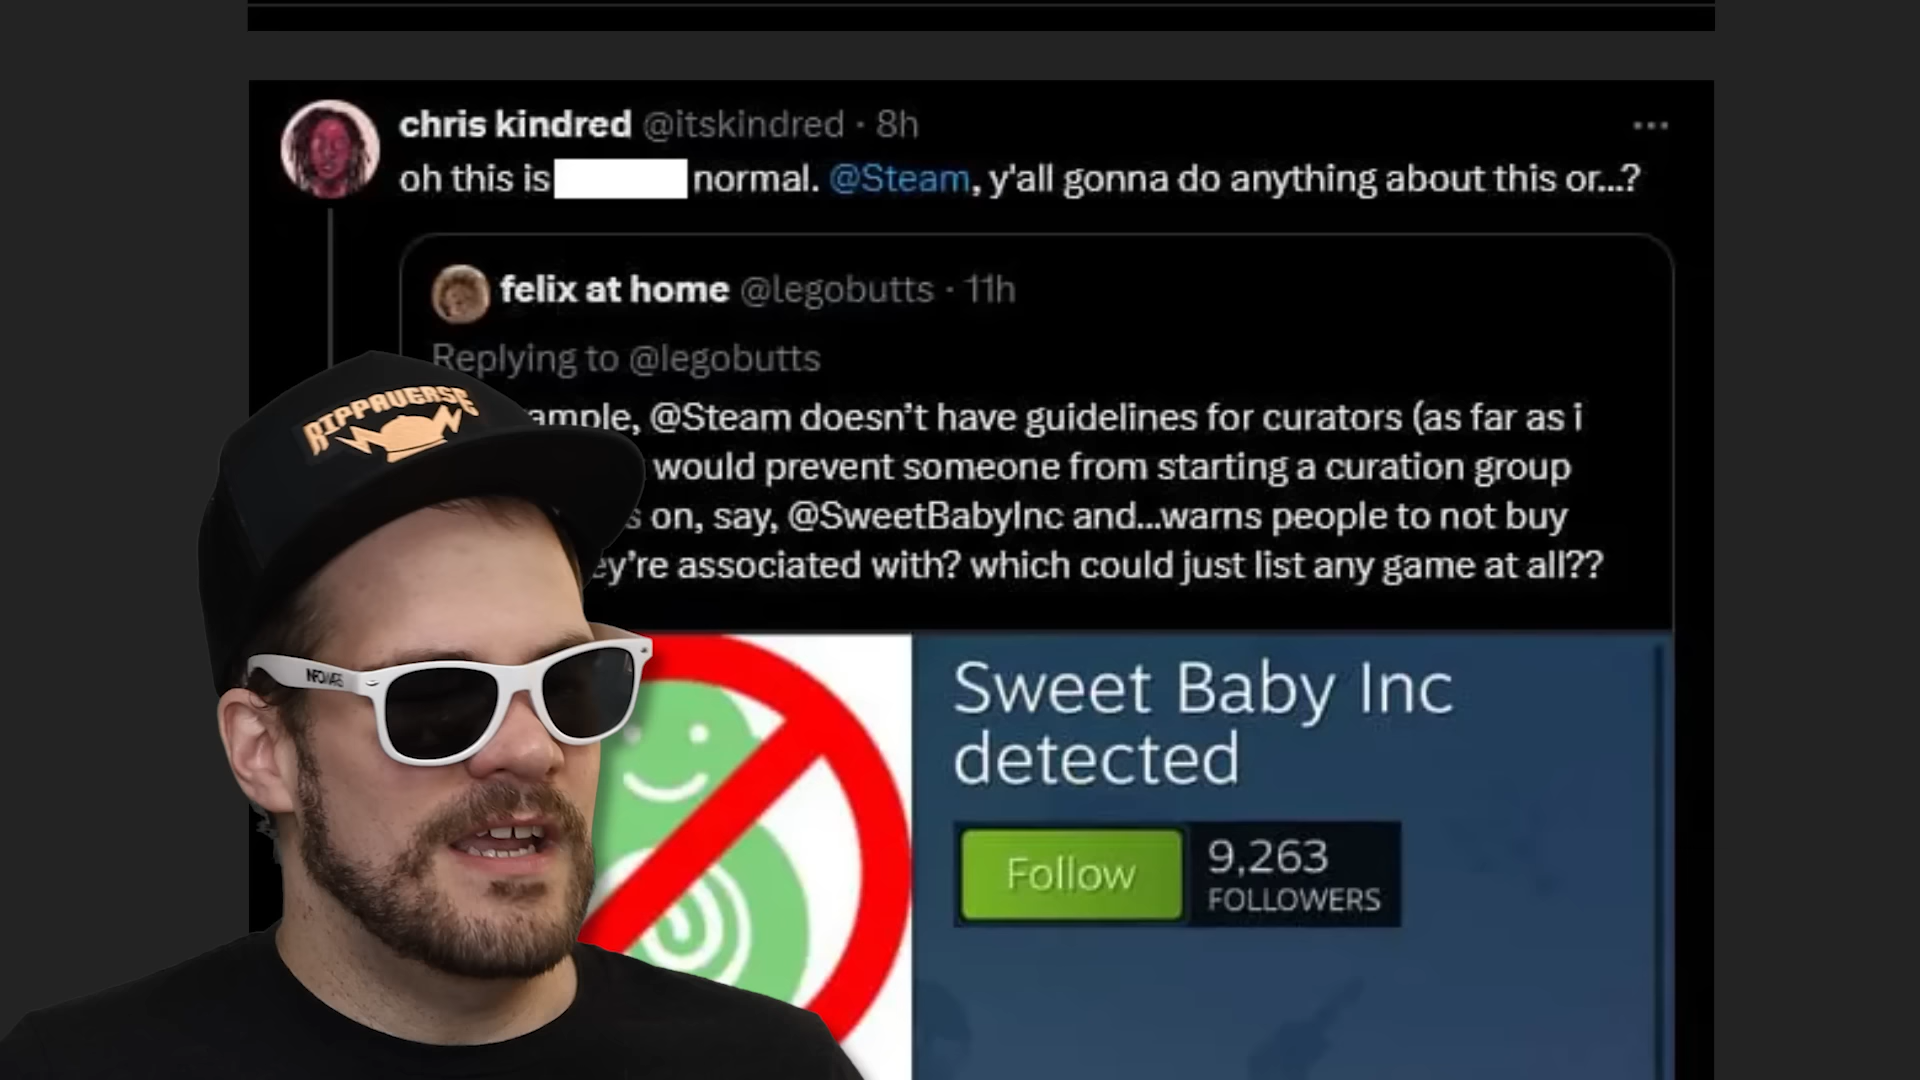 chris kindred @itskindred · 8h
oh this is normal. @Steam, y'all gonna do anything about this or...?
felix at home @legobutts · 11h
Replying to @legobutts
@Steam doesn't have guidelines for curators (as far as i
would prevent someone from starting a curation group
on, say, @SweetBabyInc and...warns people to not buy
associated with? which could just list any game at all??
RIPPAVERSE
INFOWARS
Sweet Baby Inc
detected
Follow
9,263
FOLLOWERS